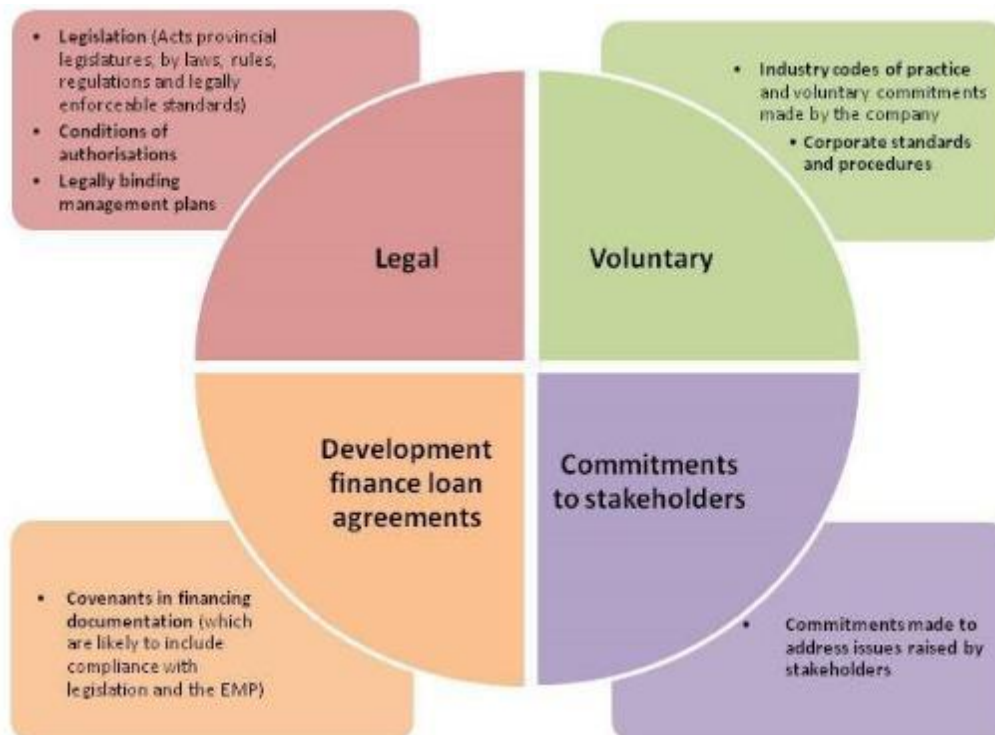 • Legislation (Acts provincial
legislatures, by laws, rules,
regulations and legally
enforceable standards)
• Conditions of
authorisations
• Legally binding
management plans
• Industry codes of practice
and voluntary commitments
made by the company
• Corporate standards
and procedures
Legal
Voluntary
Development
finance loan
agreements
Commitments
to stakeholders
• Covenants in financing
documentation (which
are likely to include
compliance with
legislation and the EMP)
• Commitments made to
address issues raised by
stakeholders